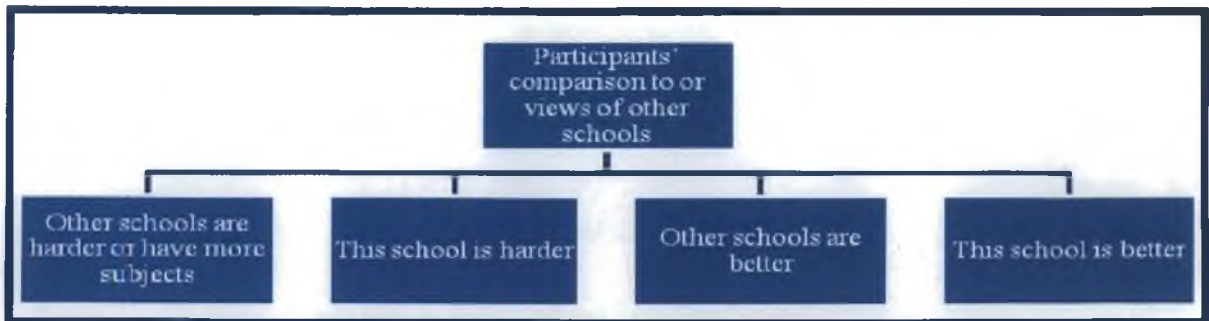 Participants'
comparison to or
views of other
schools
Other schools are
harder or have more
subjects
This school is harder
Other schools are
better
This school is better